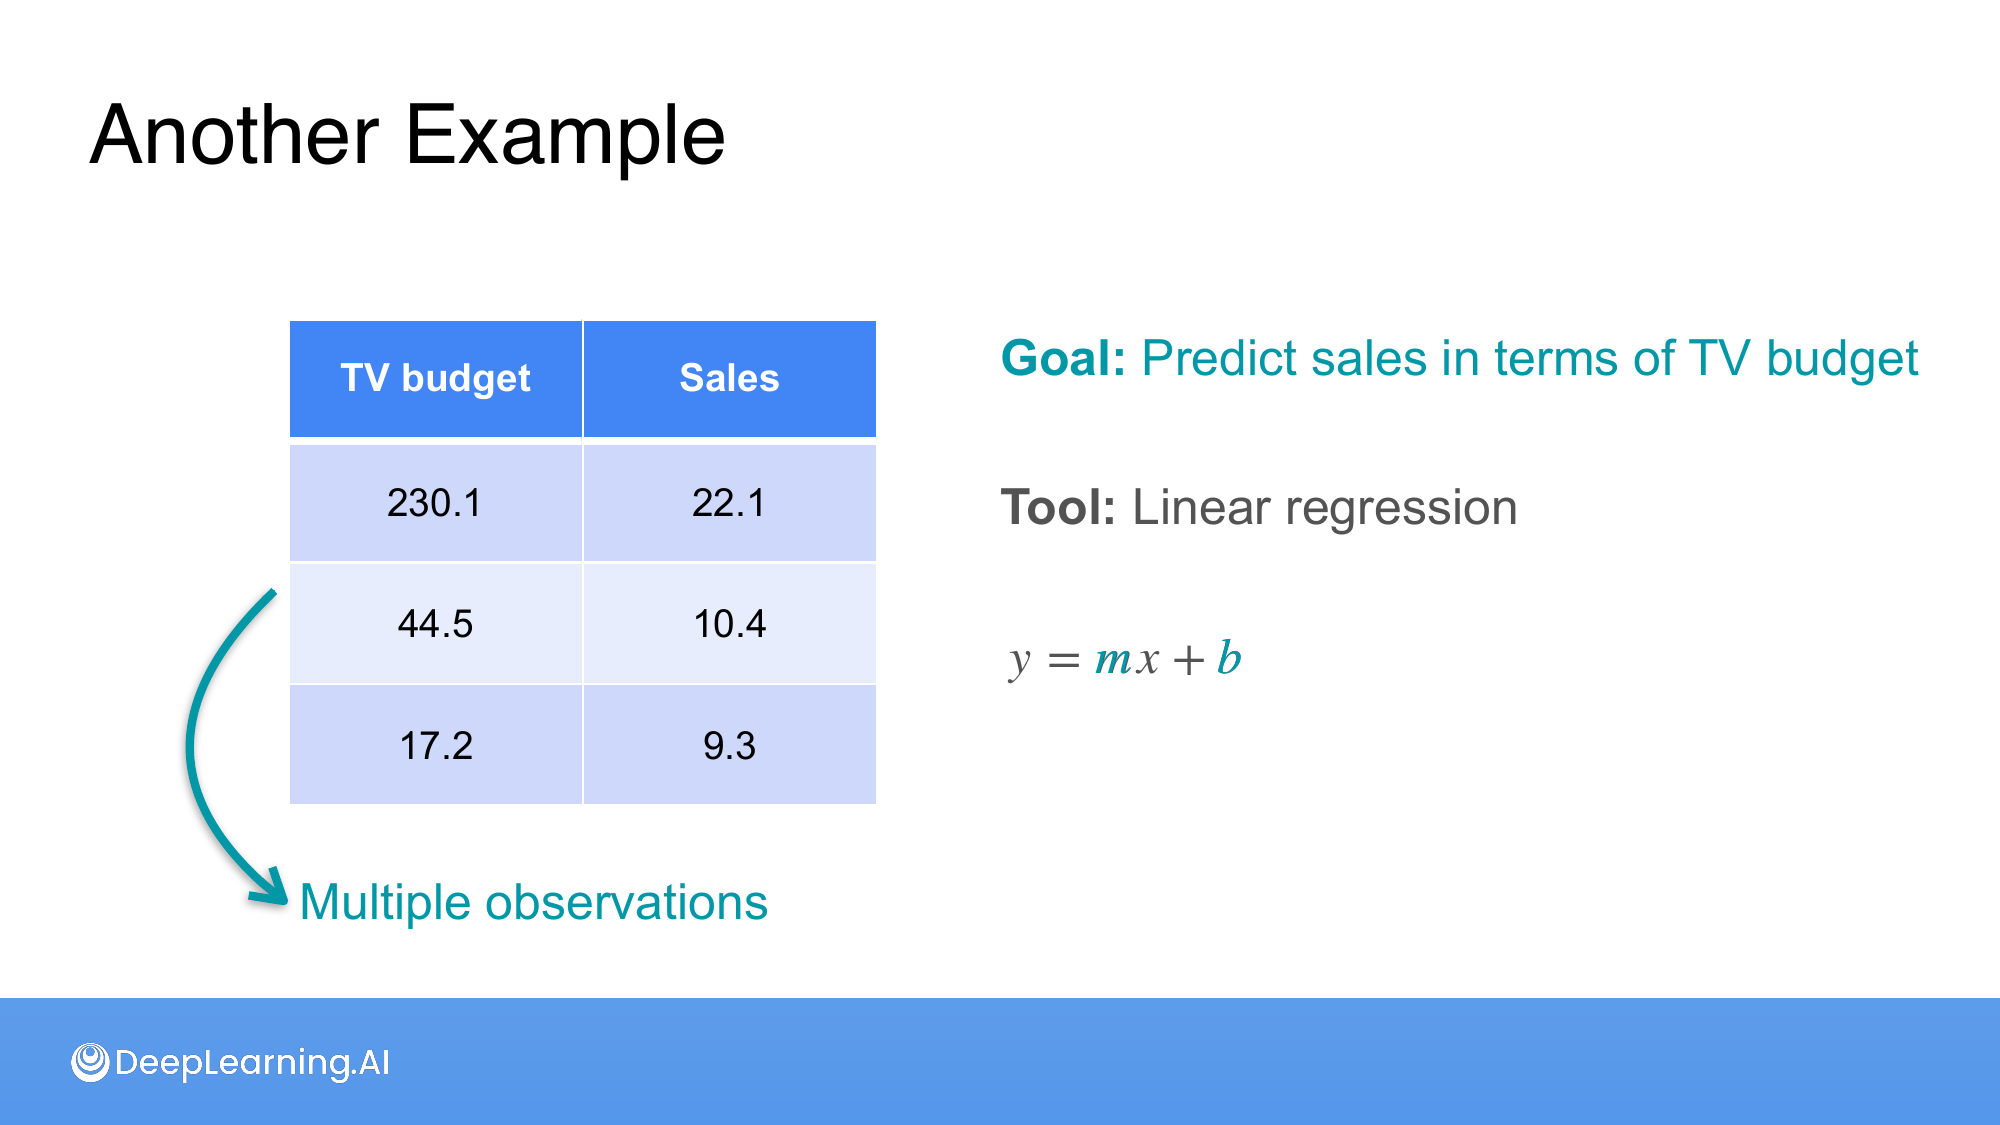 Another Example
TV budget Sales
230.1 22.1
44.5 10.4
17.2 9.3
Multiple observations
Goal: Predict sales in terms of TV budget
Tool: Linear regression
y = mx + b
DeepLearning.AI